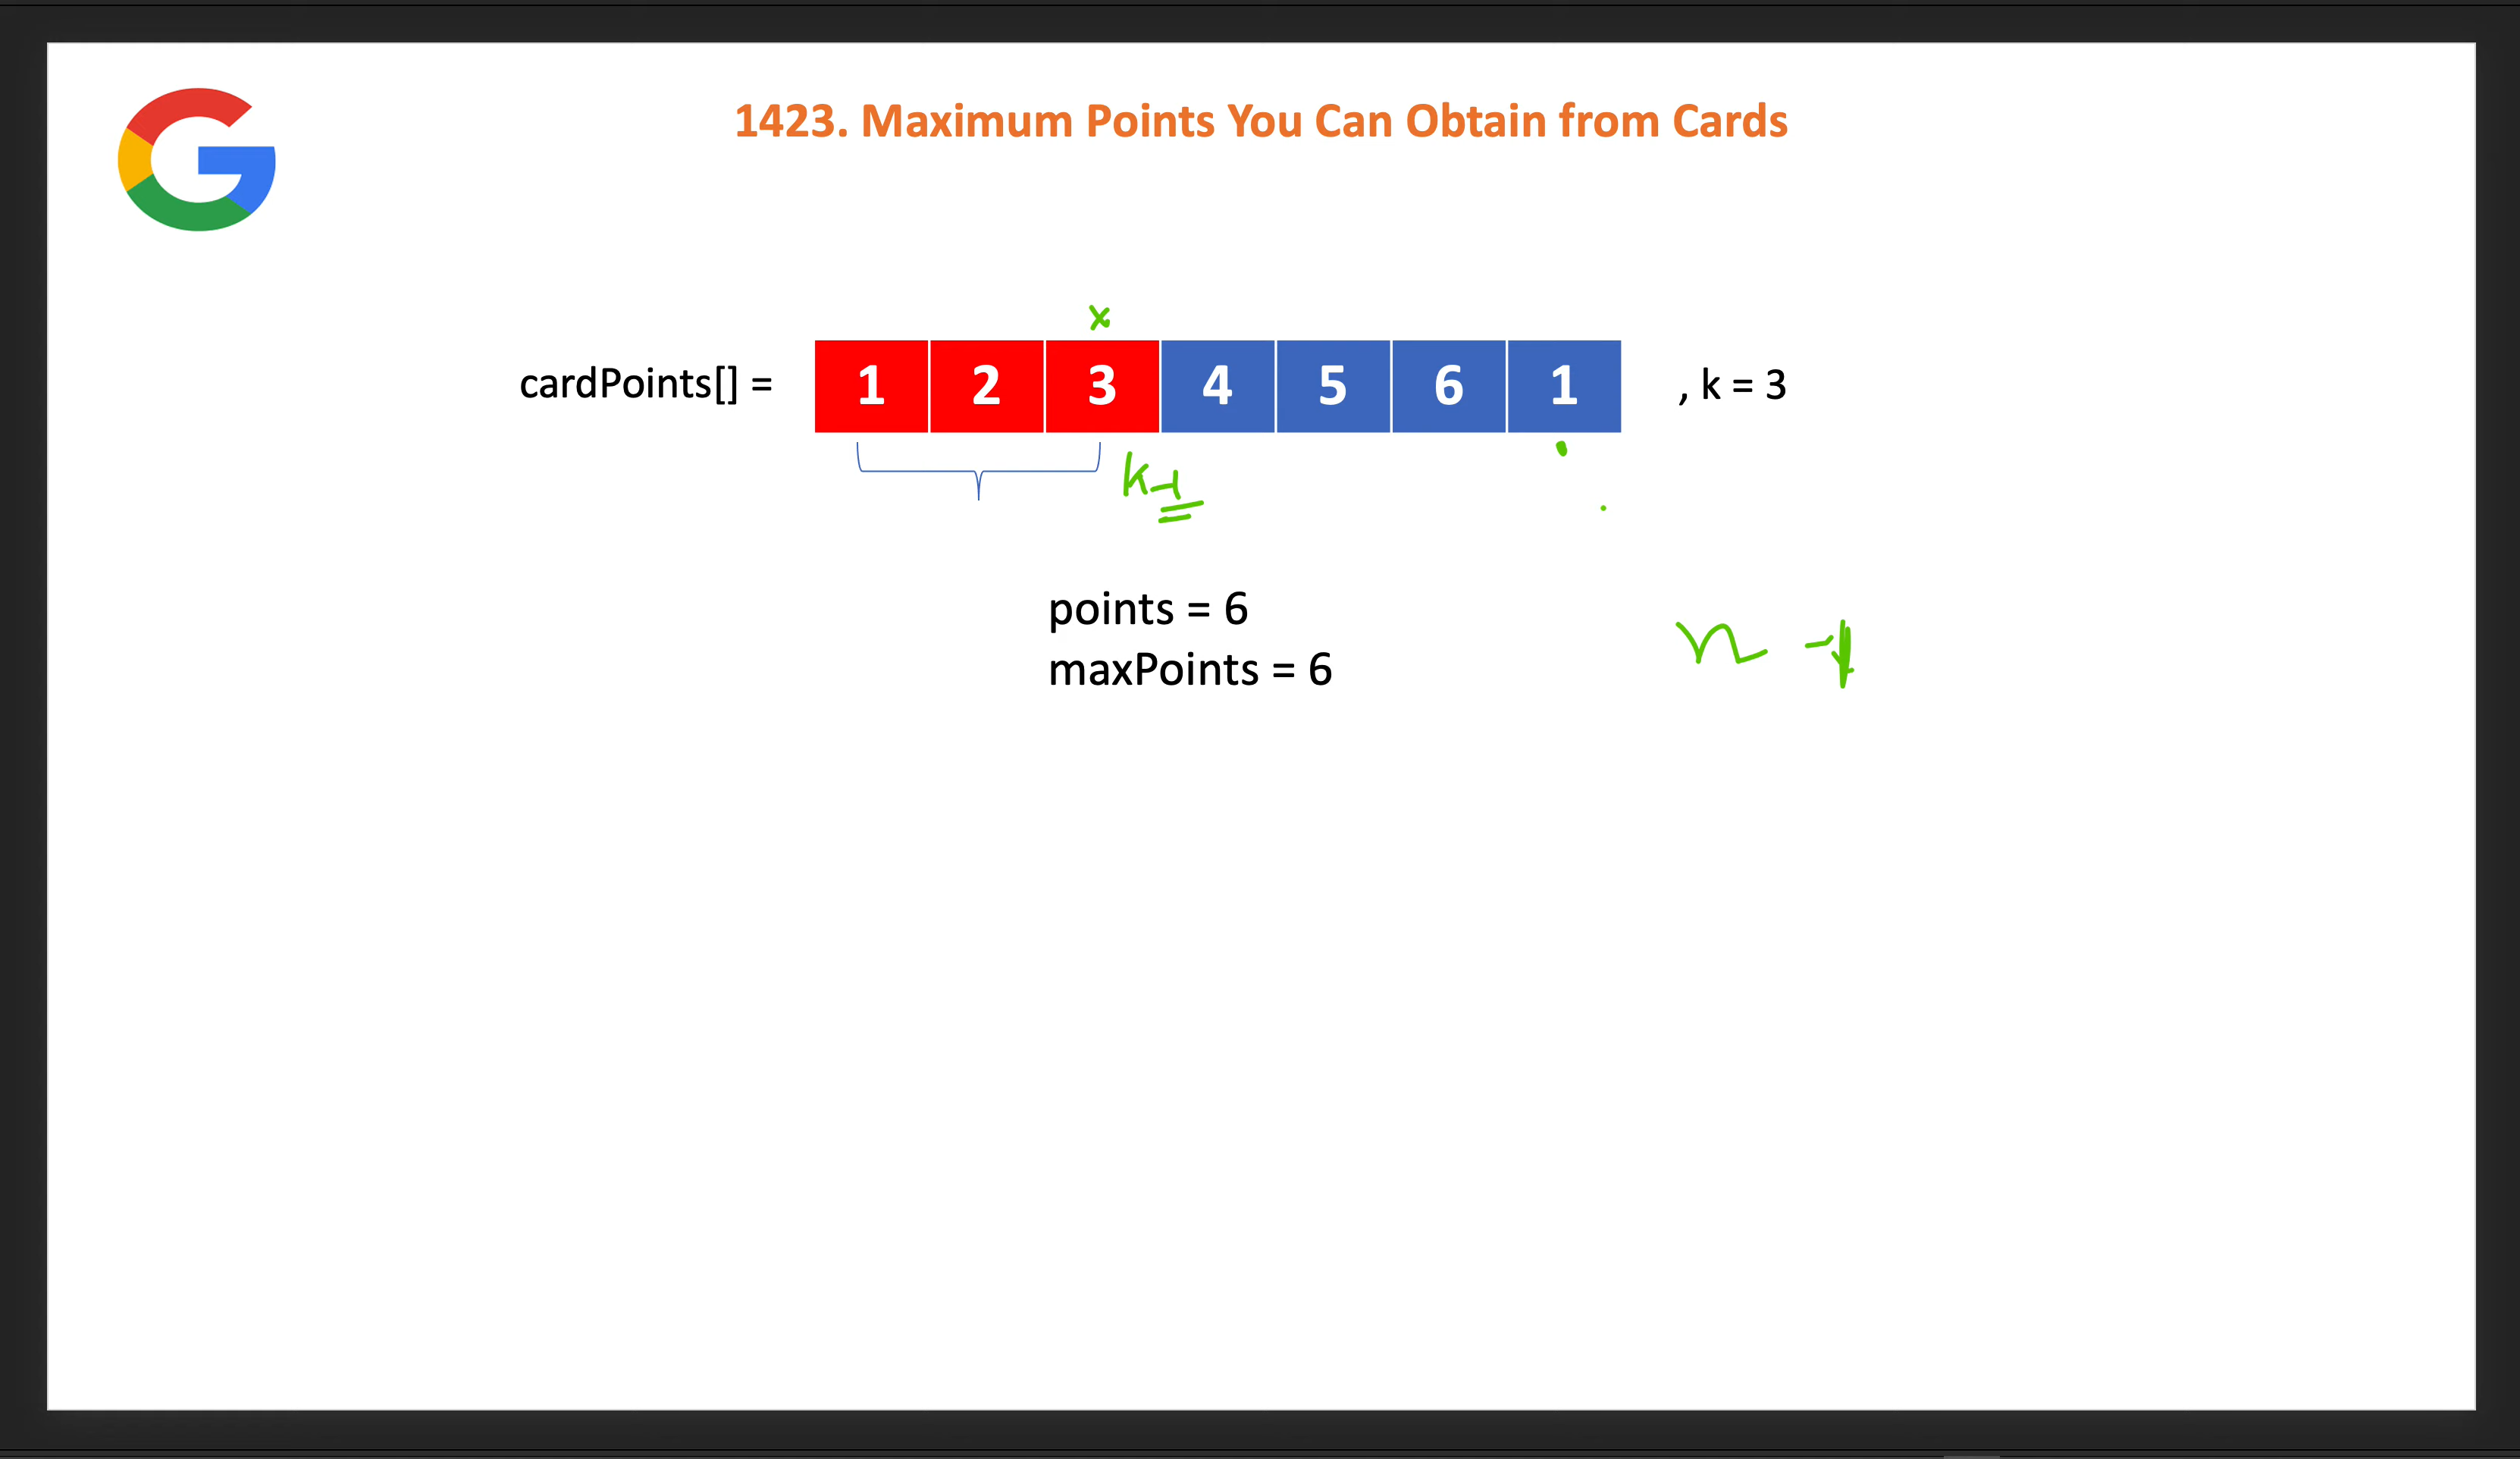 1423. Maximum Points You Can Obtain from Cards
x
cardPoints[] = 1 2 3 4 5 6 1 , k = 3
k-1
points = 6
maxPoints = 6
n -1